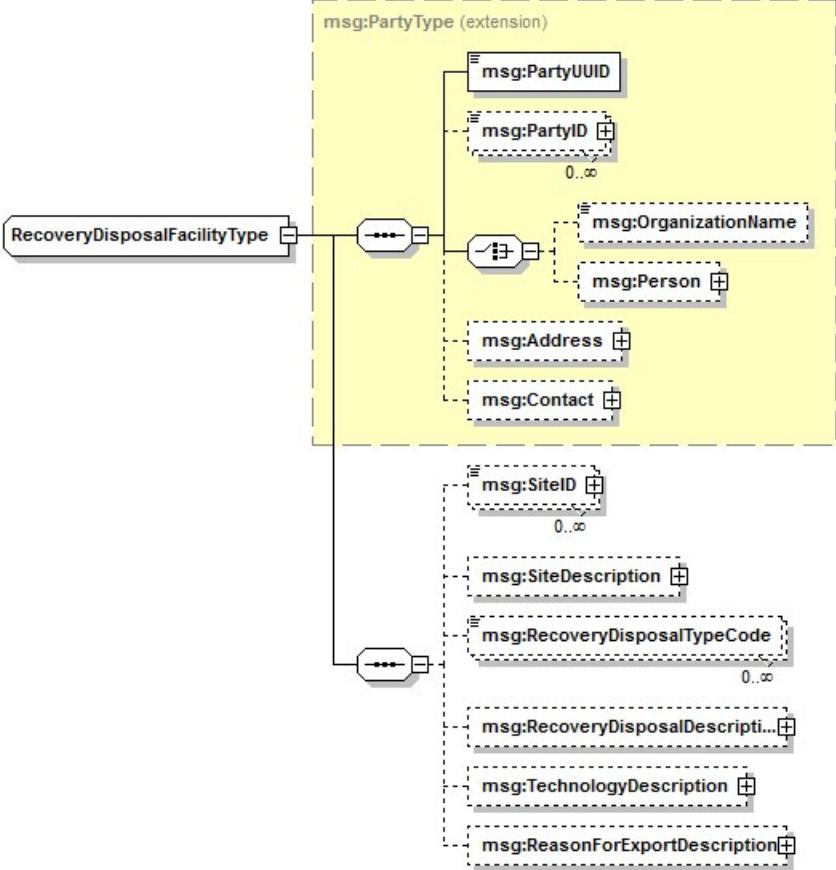 msg:PartyType (extension)
msg:PartyUUID
msg:PartyID
0..∞
RecoveryDisposalFacilityType
msg:OrganizationName
msg:Person
msg:Address
msg:Contact
msg:SiteID
0..∞
msg:SiteDescription
msg:RecoveryDisposalTypeCode
0..∞
msg:RecoveryDisposalDescripti...
msg:TechnologyDescription
msg:ReasonForExportDescription